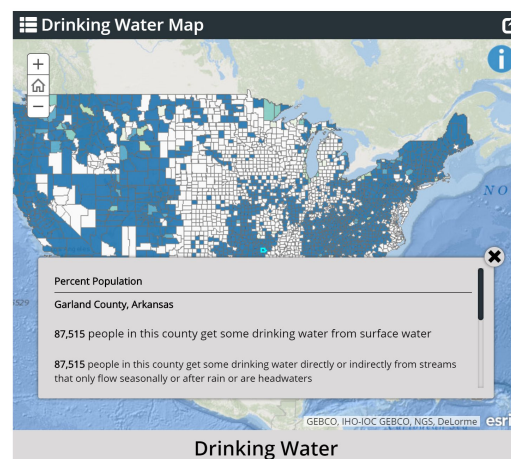 Drinking Water Map
+
−
i
NO
Percent Population
Garland County, Arkansas
87,515 people in this county get some drinking water from surface water
87,515 people in this county get some drinking water directly or indirectly from streams
that only flow seasonally or after rain or are headwaters
GEBCO, IHO-IOC GEBCO, NGS, DeLorme esri
Drinking Water